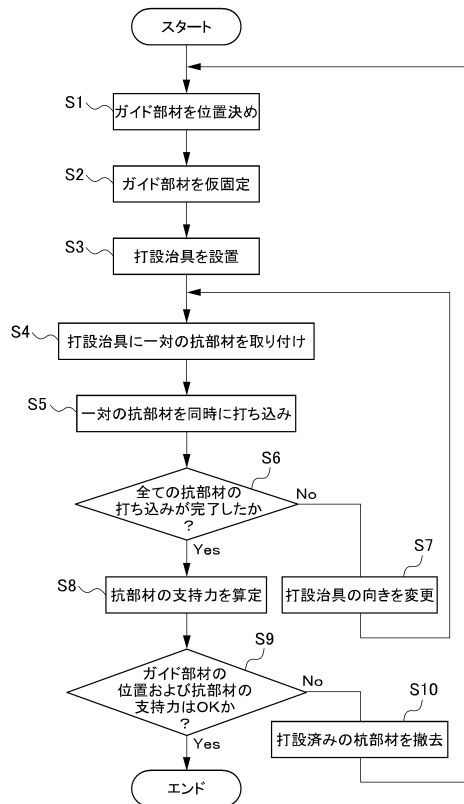 スタート
S1
ガイド部材を位置決め
S2
ガイド部材を仮固定
S3
打設治具を設置
S4
打設治具に一対の抗部材を取り付け
S5
一対の抗部材を同時に打ち込み
S6
全ての抗部材の
打ち込みが完了したか
?
No
Yes
S7
打設治具の向きを変更
S8
抗部材の支持力を算定
S9
ガイド部材の
位置および抗部材の
支持力はOKか
?
No
Yes
S10
打設済みの杭部材を撤去
エンド